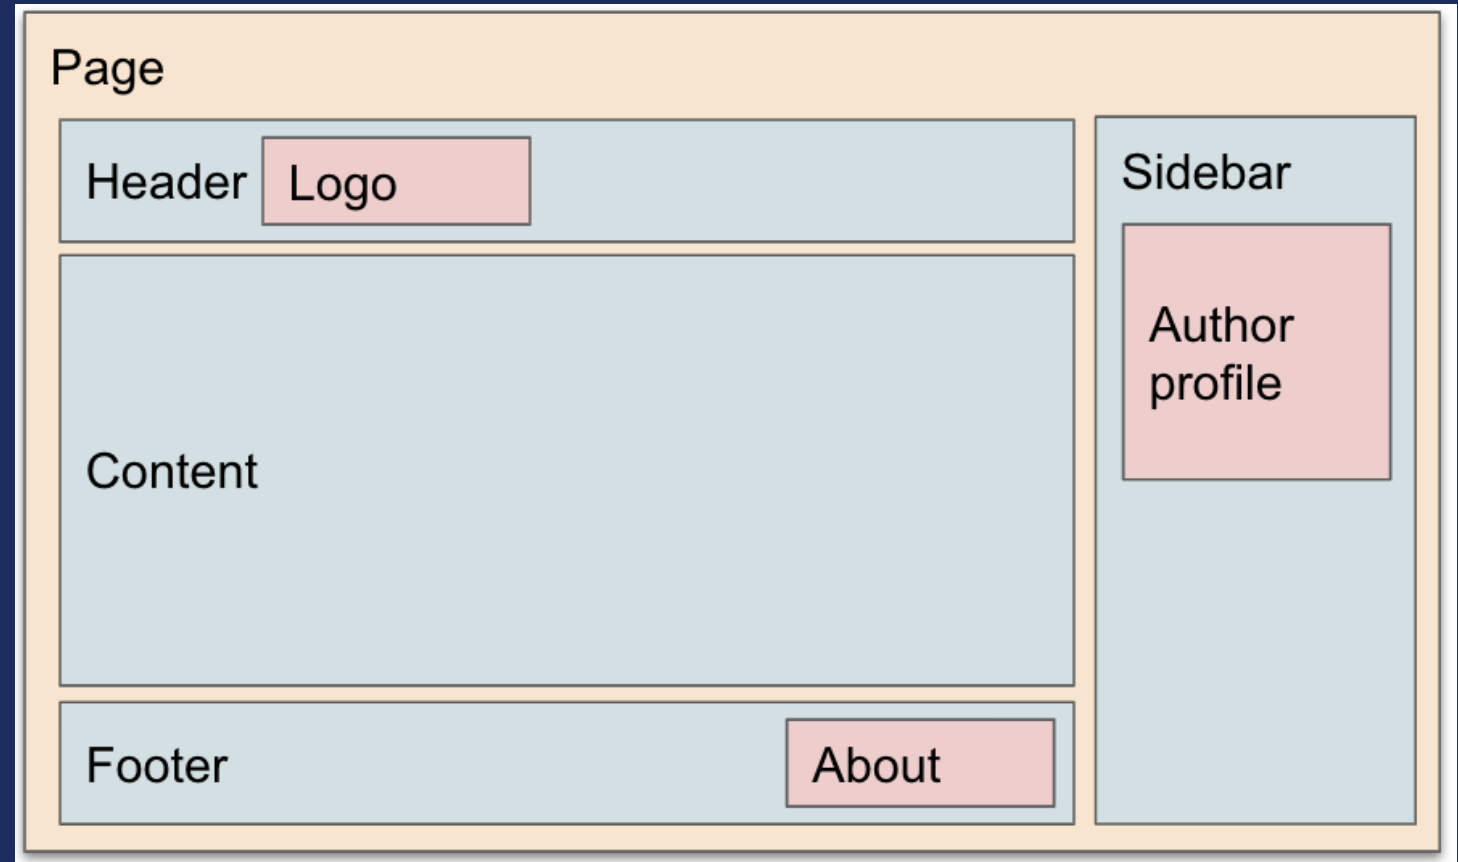 Page
Header
Logo
Sidebar
Author
profile
Content
Footer
About